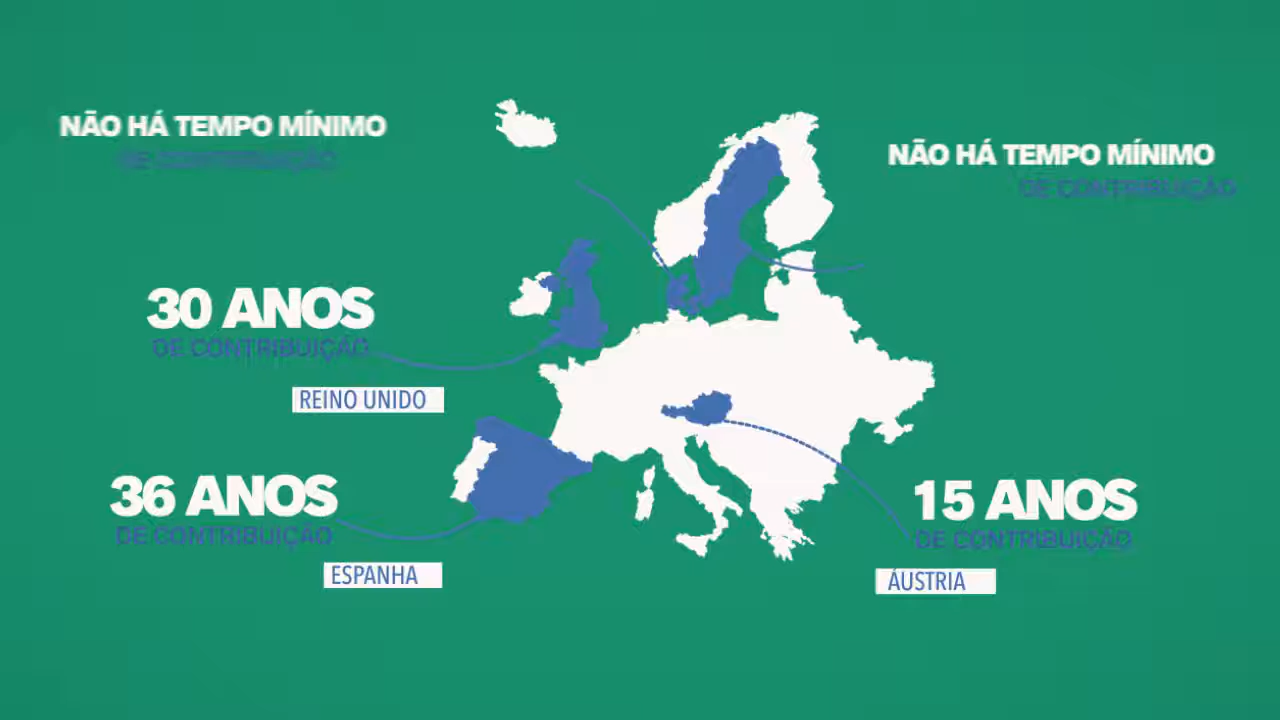 NÃO HÁ TEMPO MÍNIMO
DE CONTRIBUIÇÃO
NÃO HÁ TEMPO MÍNIMO
DE CONTRIBUIÇÃO
30 ANOS
DE CONTRIBUIÇÃO
REINO UNIDO
36 ANOS
DE CONTRIBUIÇÃO
ESPANHA
15 ANOS
DE CONTRIBUIÇÃO
ÁUSTRIA